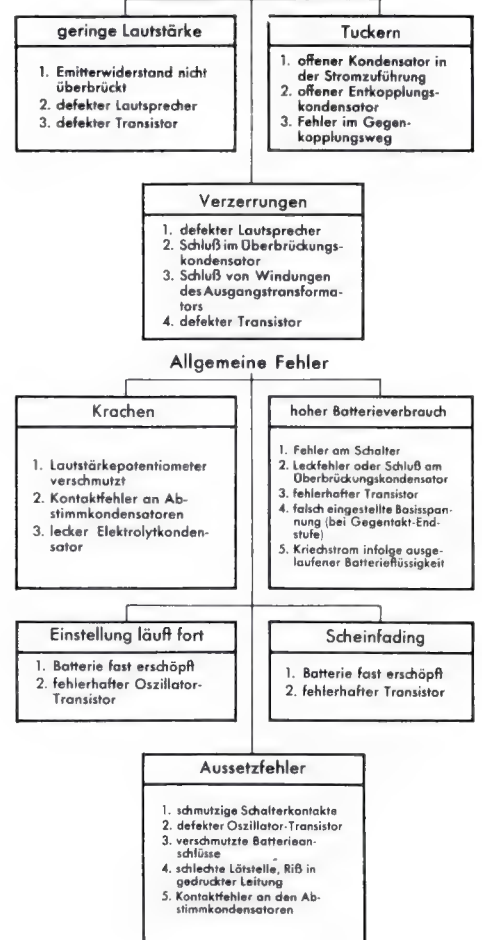 geringe Lautstärke
1. Emitterwiderstand nicht
überbrückt
2. defekter Lautsprecher
3. defekter Transistor
Tuckern
1. offener Kondensator in
der Stromzuführung
2. offener Entkopplungs-
kondensator
3. Fehler im Gegen-
kopplungsweg
Verzerrungen
1. defekter Lautsprecher
2. Schluß im Überbrückungs-
kondensator
3. Schluß von Windungen
des Ausgangstransforma-
tors
4. defekter Transistor
Allgemeine Fehler
Krachen
1. Lautstärkepotentiometer
verschmutzt
2. Kontaktfehler an Ab-
stimmkondensatoren
3. lecker Elektrolytkonden-
sator
hoher Batterieverbrauch
1. Fehler am Schalter
2. Leckfehler oder Schluß am
Überbrückungskondensator
3. fehlerhafter Transistor
4. falsch eingestellte Basisspan-
nung (bei Gegentakt-End-
stufe)
5. Kriechstrom infolge ausge-
laufener Batterieflüssigkeit
Einstellung läuft fort
1. Batterie fast erschöpft
2. fehlerhafter Oszillator-
Transistor
Scheinfading
1. Batterie fast erschöpft
2. fehlerhafter Transistor
Aussetzfehler
1. schmutzige Schalterkontakte
2. defekter Oszillator-Transistor
3. verschmutzte Batteriean-
schlüsse
4. schlechte Lötstelle, Riß in
gedruckter Leitung
5. Kontaktfehler an den Ab-
stimmkondensatoren